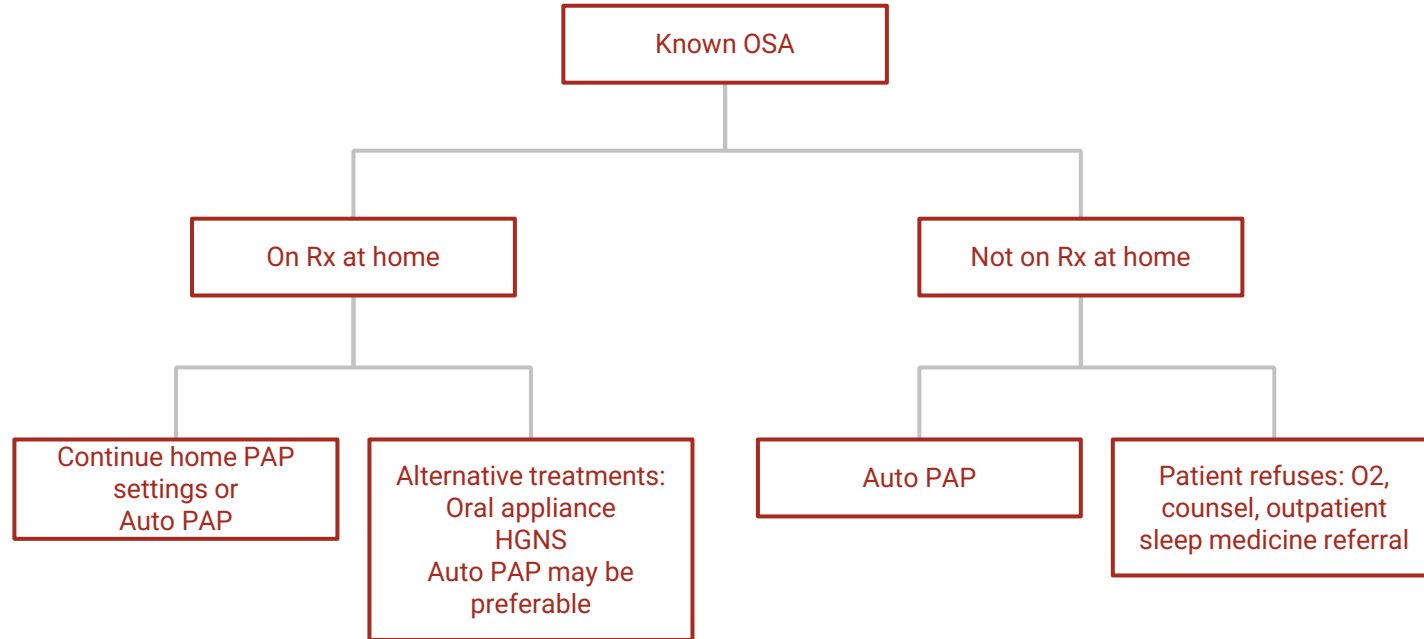 Known OSA
On Rx at home
Not on Rx at home
Continue home PAP
settings or
Auto PAP
Alternative treatments:
Oral appliance
HGNS
Auto PAP may be
preferable
Auto PAP
Patient refuses: O2,
counsel, outpatient
sleep medicine referral